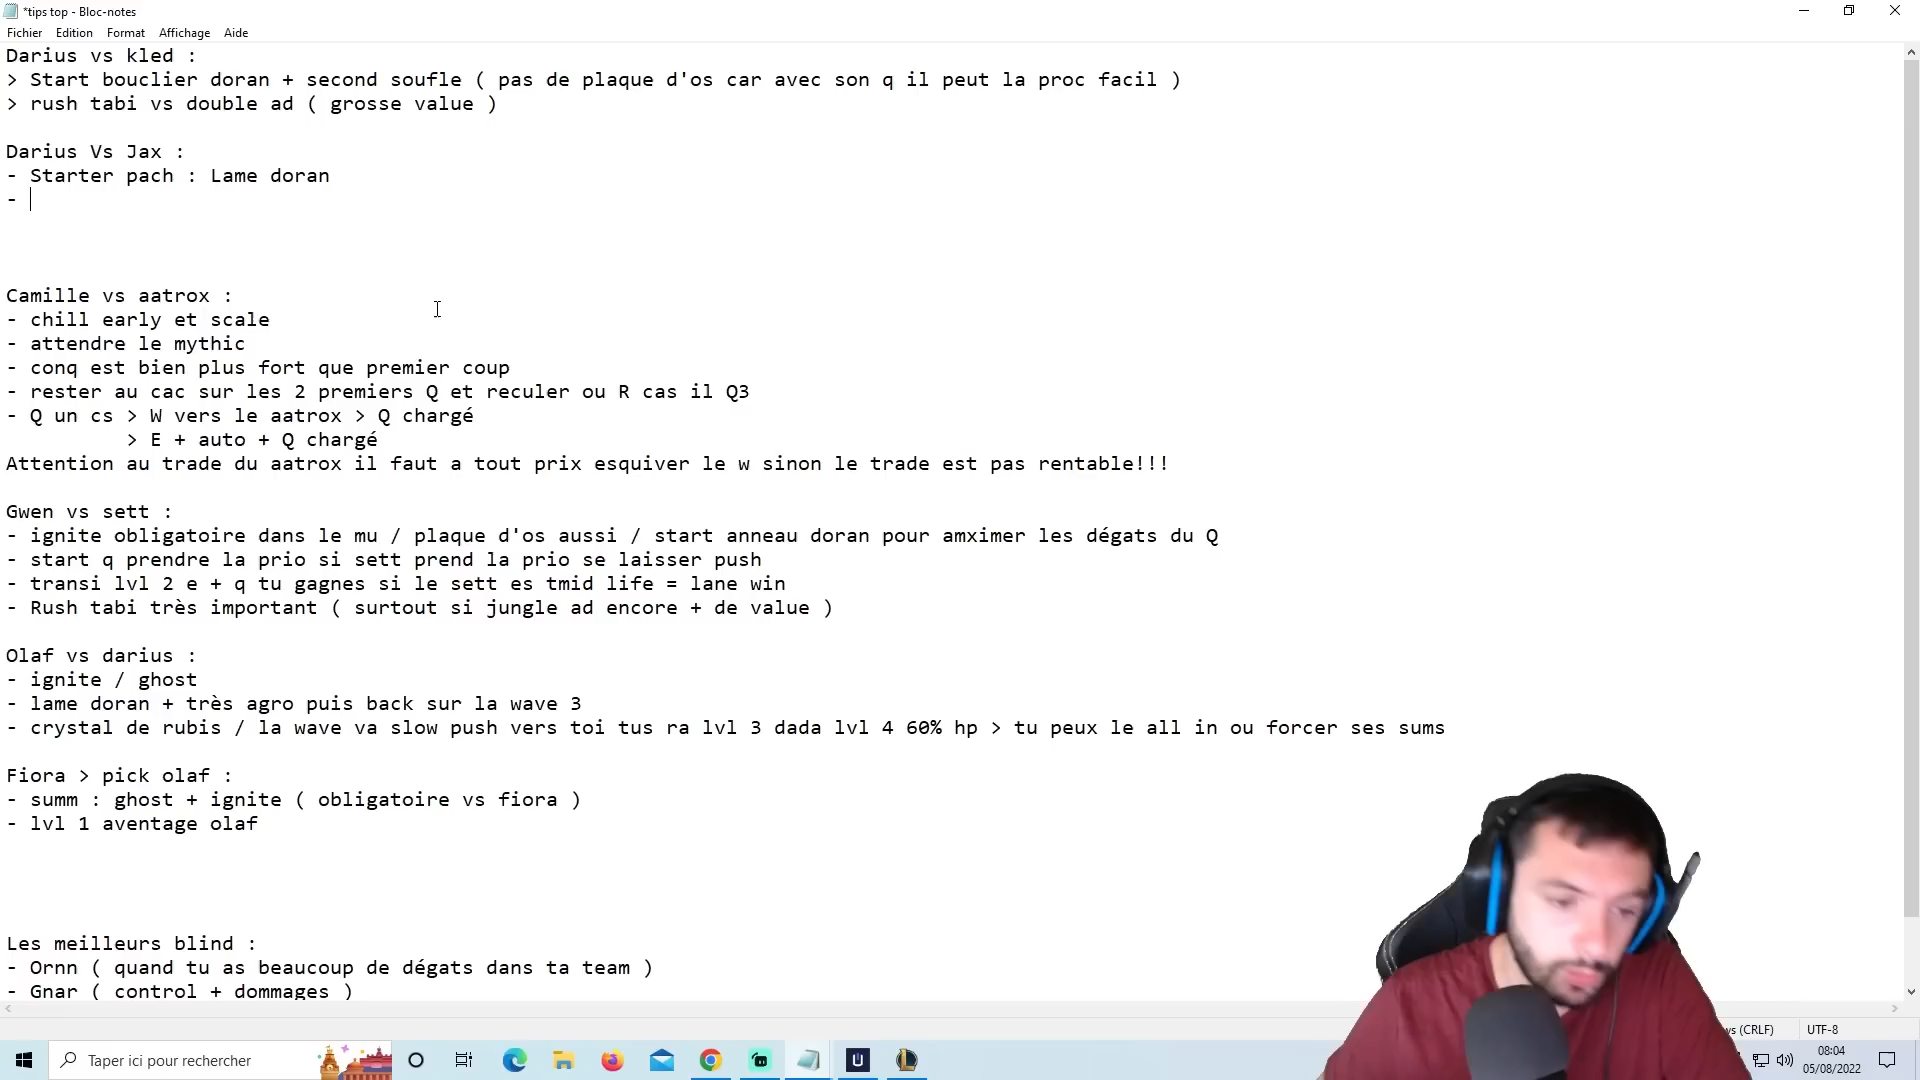 *tips top - Bloc-notes
Fichier Edition Format Affichage Aide
Darius vs kled :
> Start bouclier doran + second soufle ( pas de plaque d'os car avec son q il peut la proc facil )
> rush tabi vs double ad ( grosse value )
Darius Vs Jax :
- Starter pach : Lame doran
-
Camille vs aatrox :
- chill early et scale
- attendre le mythic
- conq est bien plus fort que premier coup
- rester au cac sur les 2 premiers Q et reculer ou R cas il Q3
- Q un cs > W vers le aatrox > Q chargé
> E + auto + Q chargé
Attention au trade du aatrox il faut a tout prix esquiver le w sinon le trade est pas rentable!!!
Gwen vs sett :
- ignite obligatoire dans le mu / plaque d'os aussi / start anneau doran pour amximer les dégats du Q
- start q prendre la prio si sett prend la prio se laisser push
- transi lvl 2 e + q tu gagnes si le sett es tmid life = lane win
- Rush tabi très important ( surtout si jungle ad encore + de value )
Olaf vs darius :
- ignite / ghost
- lame doran + très agro puis back sur la wave 3
- crystal de rubis / la wave va slow push vers toi tus ra lvl 3 dada lvl 4 60% hp > tu peux le all in ou forcer ses sums
Fiora > pick olaf :
- summ : ghost + ignite ( obligatoire vs fiora )
- lvl 1 aventage olaf
Les meilleurs blind :
- Ornn ( quand tu as beaucoup de dégats dans ta team )
- Gnar ( control + dommages )
(CRLF) UTF-8
Taper ici pour rechercher
08:04
05/08/2022